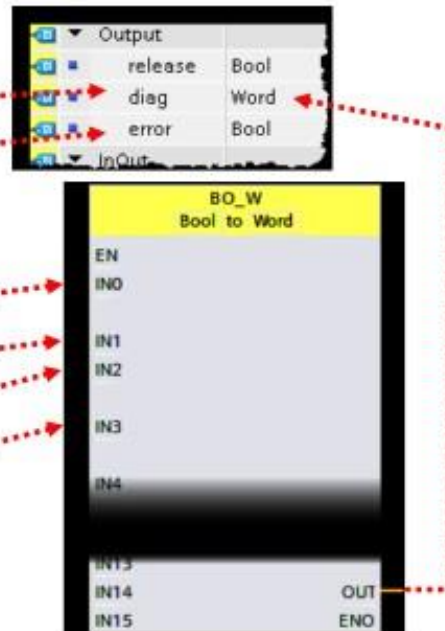 Output
release Bool
diag Word
error Bool
InOut
BO_W
Bool to Word
EN
IN0
IN1
IN2
IN3
IN4
IN13
IN14 OUT
IN15 ENO